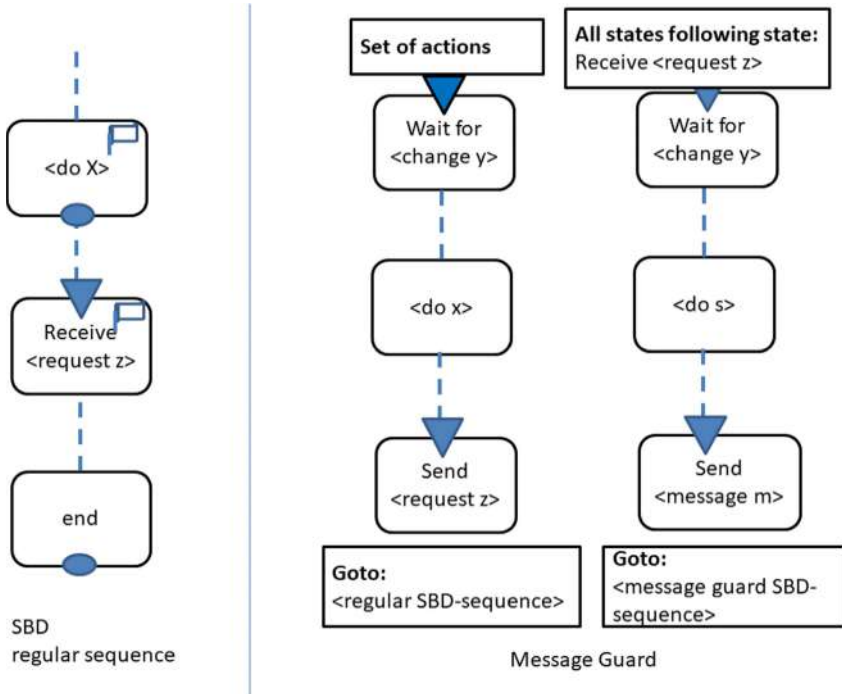 <do X>
Receive
<request z>
end
SBD
regular sequence
Set of actions
Wait for
<change y>
<do x>
Send
<request z>
Goto:
<regular SBD-sequence>
All states following state:
Receive <request z>
Wait for
<change y>
<do s>
Send
<message m>
Goto:
<message guard SBD-
sequence>
Message Guard